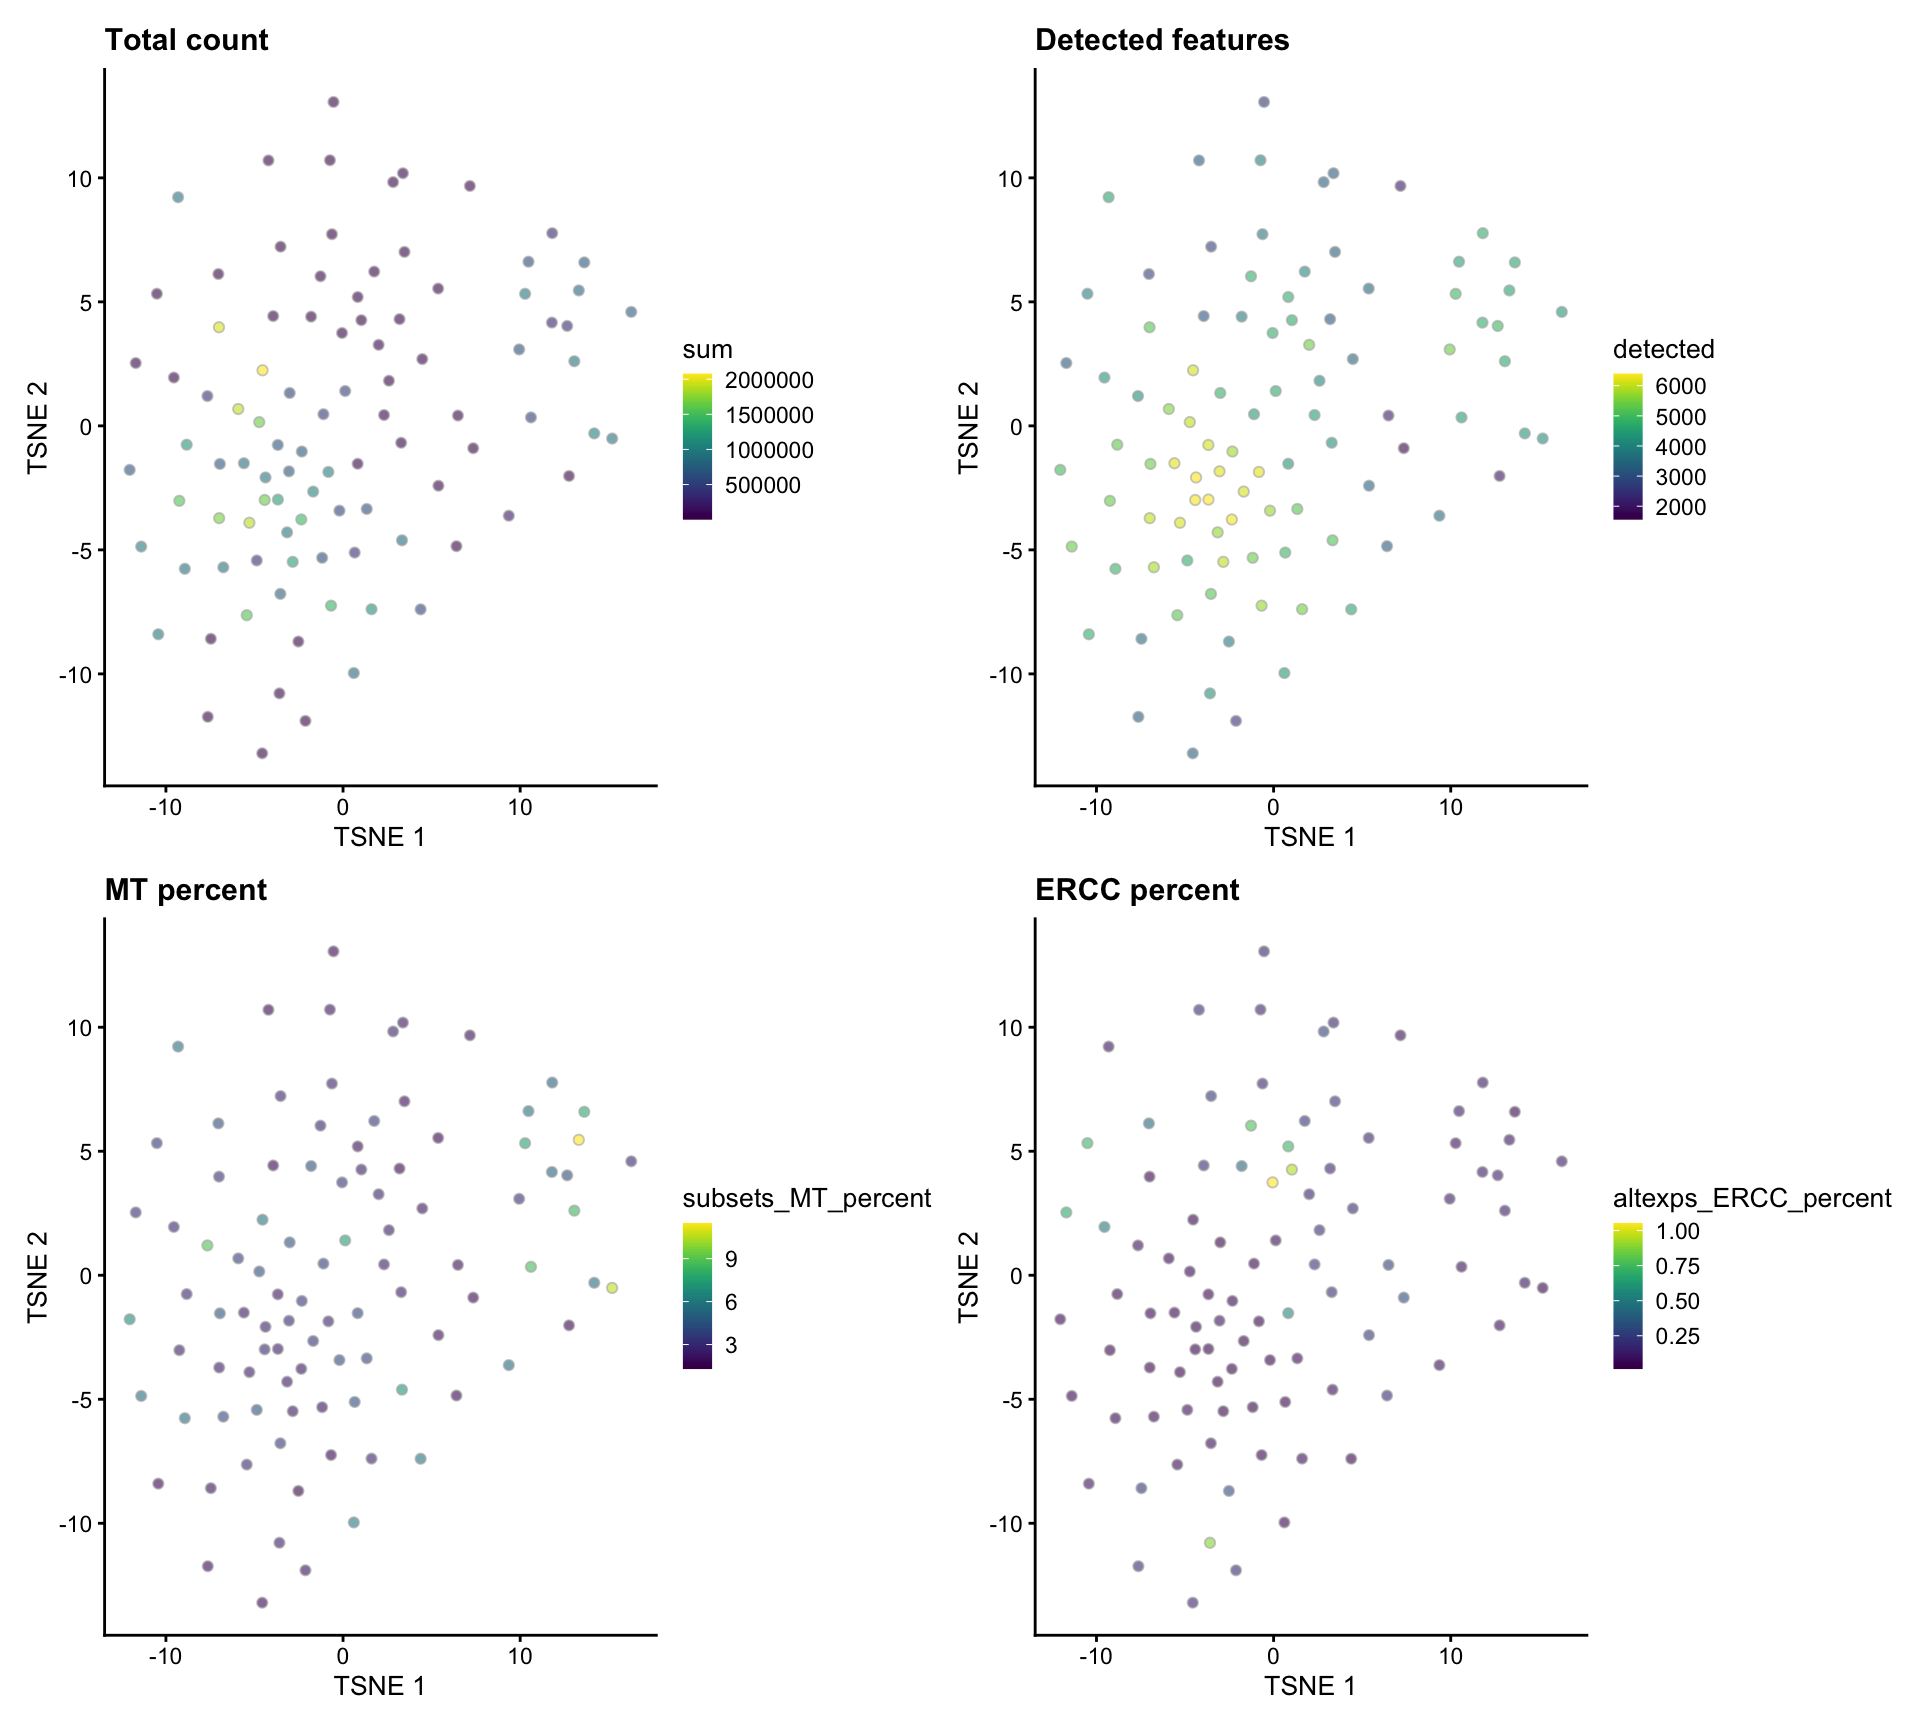 Total count
10
5
0
-5
-10
TSNE 2
-10 0 10
TSNE 1
sum
2000000
1500000
1000000
500000
Detected features
10
5
0
-5
-10
TSNE 2
-10 0 10
TSNE 1
detected
6000
5000
4000
3000
2000
MT percent
10
5
0
-5
-10
TSNE 2
-10 0 10
TSNE 1
subsets_MT_percent
9
6
3
ERCC percent
10
5
0
-5
-10
TSNE 2
-10 0 10
TSNE 1
altexps_ERCC_percent
1.00
0.75
0.50
0.25